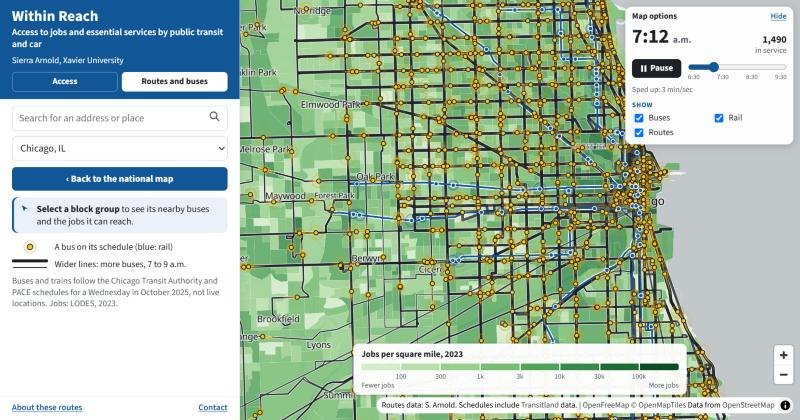 Within Reach
Access to jobs and essential services by public transit
and car
Sierra Arnold, Xavier University
Access
Routes and buses
Search for an address or place
Chicago, IL
‹ Back to the national map
Select a block group to see its nearby buses
and the jobs it can reach.
A bus on its schedule (blue: rail)
Wider lines: more buses, 7 to 9 a.m.
Buses and trains follow the Chicago Transit Authority and
PACE schedules for a Wednesday in October 2025, not live
locations. Jobs: LODES, 2023.
About these routes
Contact
Norridge
klin Park
Elmwood Park
Melrose Park
Oak Park
Maywood
Forest Park
Berwyn
Cicero
Brookfield
Lyons
Summit
Map options
Hide
7:12 a.m.
1,490
in service
Pause
6:30
7:30
8:30
9:30
Sped up: 3 min/sec
SHOW
Buses
Rail
Routes
Jobs per square mile, 2023
100
300
1k
3k
10k
30k
100k
Fewer jobs
More jobs
+
−
Routes data: S. Arnold. Schedules include Transitland data. | OpenFreeMap © OpenMapTiles Data from OpenStreetMap